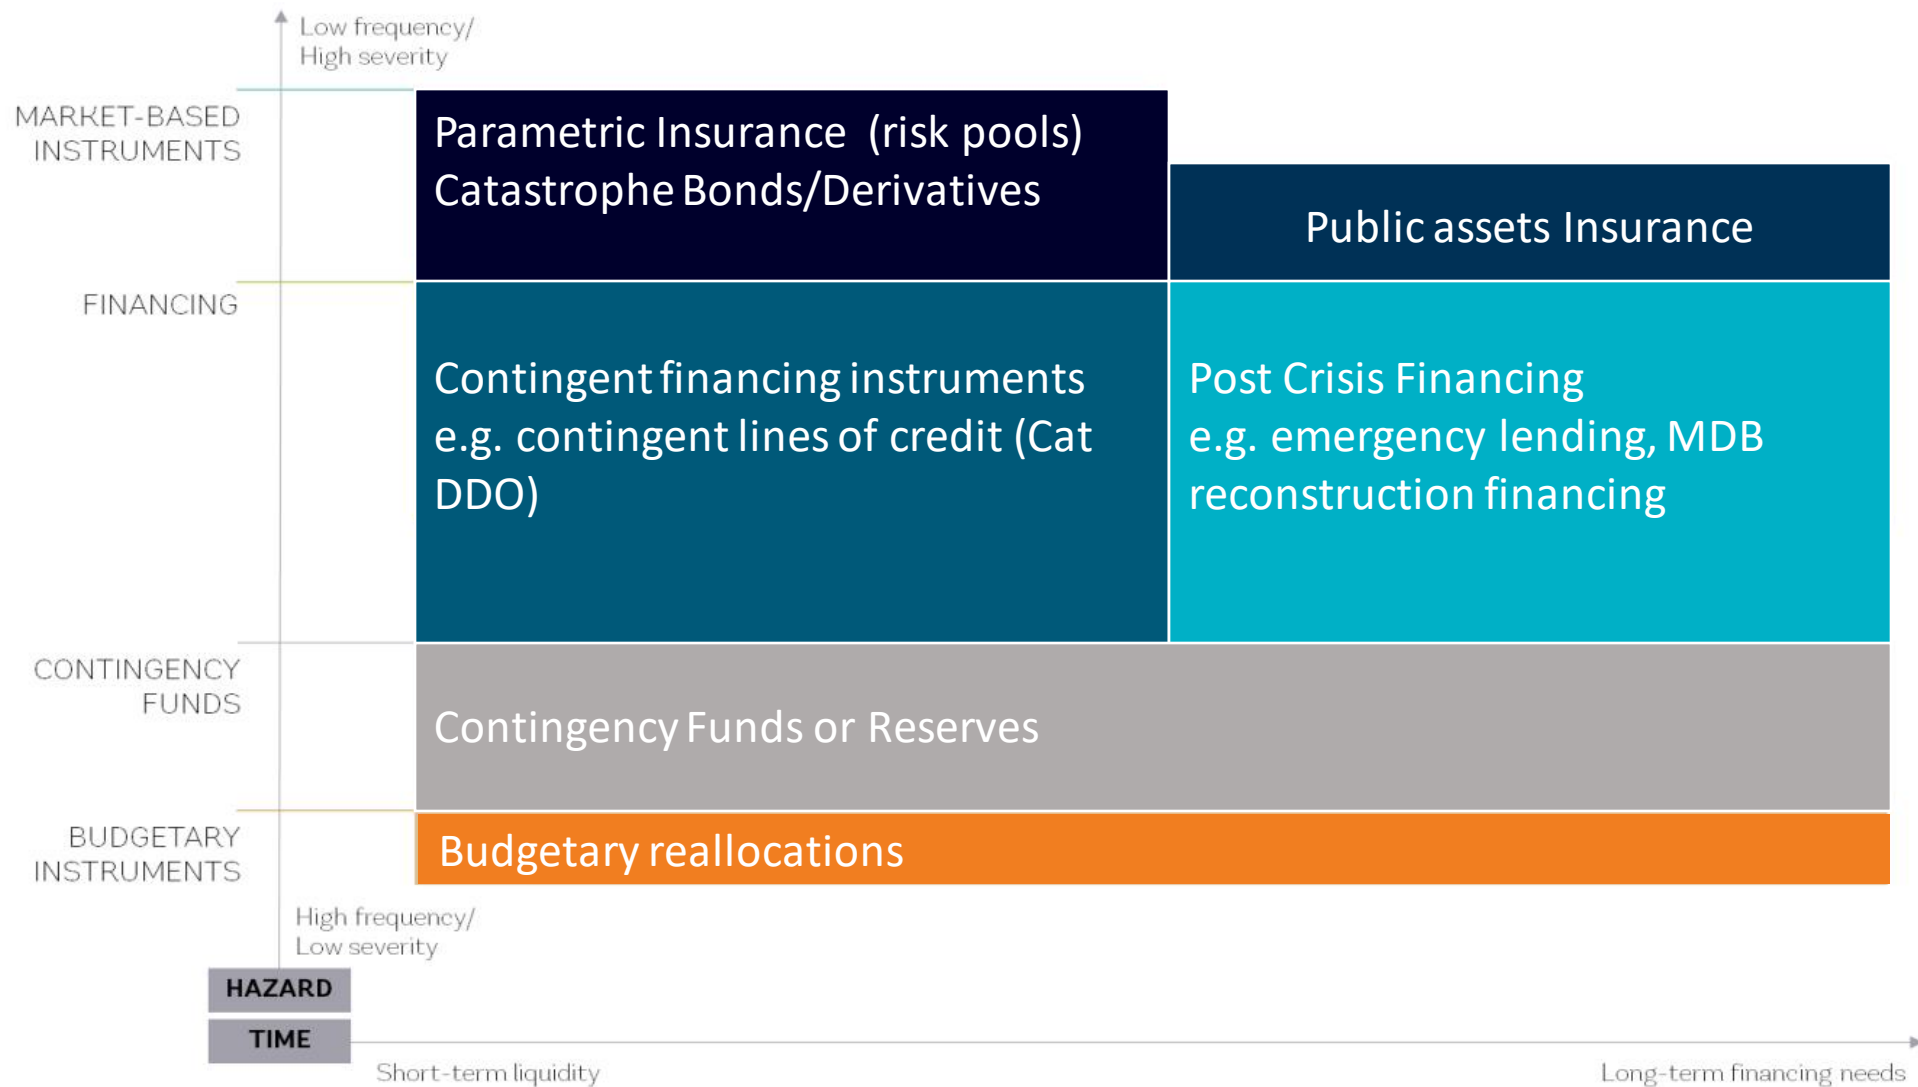 Low frequency/
High severity
MARKET-BASED
INSTRUMENTS
Parametric Insurance (risk pools)
Catastrophe Bonds/Derivatives
Public assets Insurance
FINANCING
Contingent financing instruments
e.g. contingent lines of credit (Cat
DDO)
Post Crisis Financing
e.g. emergency lending, MDB
reconstruction financing
CONTINGENCY
FUNDS
Contingency Funds or Reserves
BUDGETARY
INSTRUMENTS
Budgetary reallocations
High frequency/
Low severity
HAZARD
TIME
Short-term liquidity
Long-term financing needs